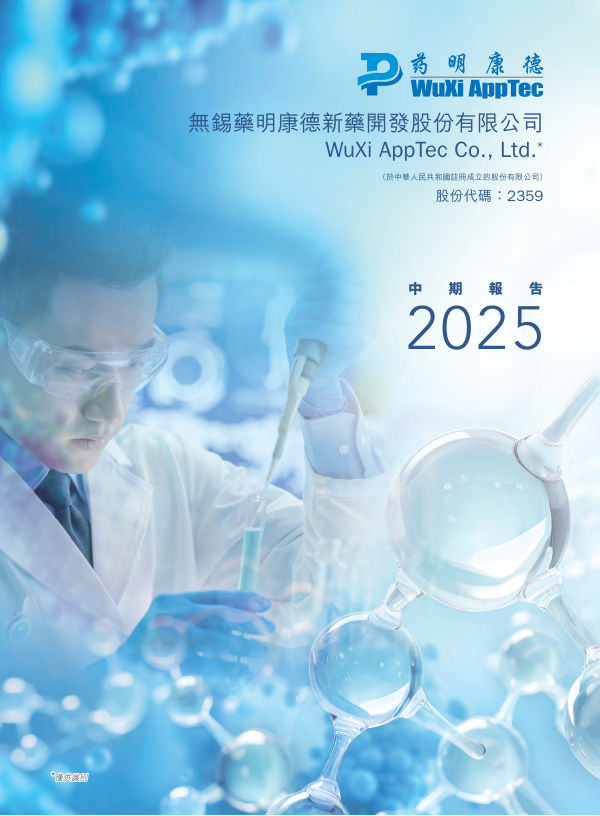 药明康德
WuXi AppTec
無錫藥明康德新藥開發股份有限公司
WuXi AppTec Co., Ltd.*
（於中華人民共和國註冊成立的股份有限公司）
股份代碼：2359
中期報告
2025
*僅供識別